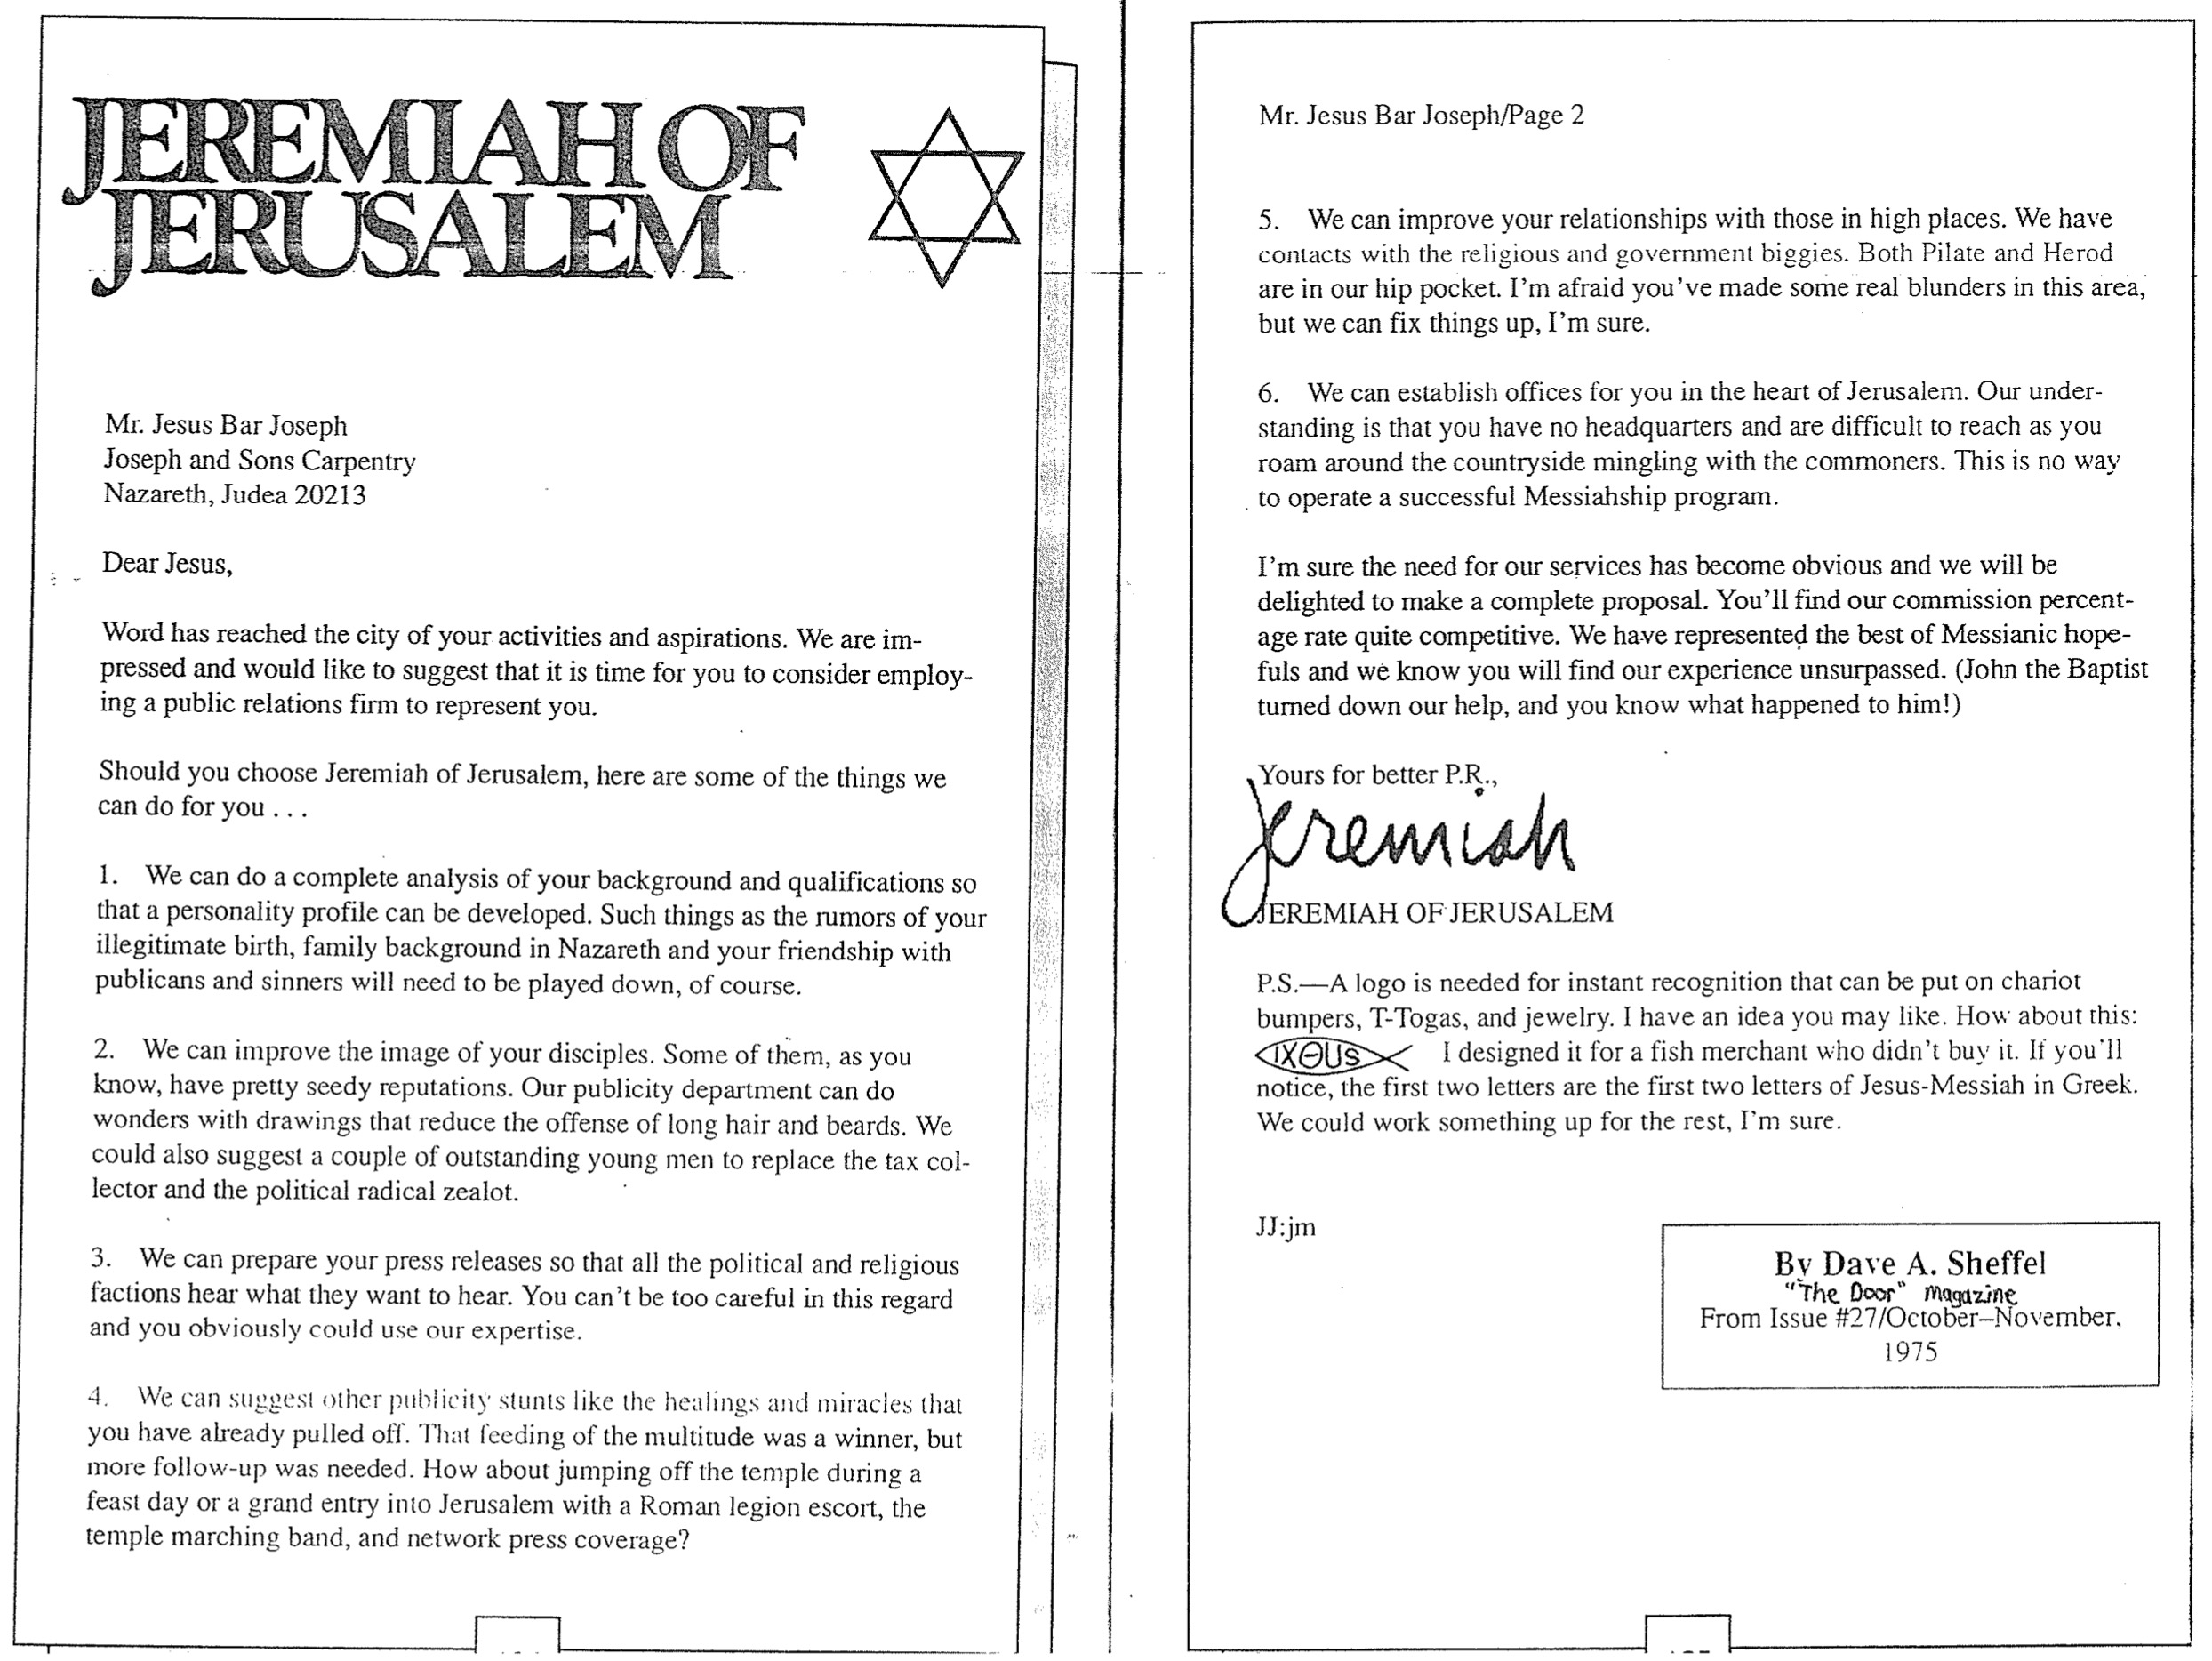 JEREMIAH OF
JERUSALEM
Mr. Jesus Bar Joseph
Joseph and Sons Carpentry
Nazareth, Judea 20213
Dear Jesus,
Word has reached the city of your activities and aspirations. We are im-
pressed and would like to suggest that it is time for you to consider employ-
ing a public relations firm to represent you.
Should you choose Jeremiah of Jerusalem, here are some of the things we
can do for you . . .
1. We can do a complete analysis of your background and qualifications so
that a personality profile can be developed. Such things as the rumors of your
illegitimate birth, family background in Nazareth and your friendship with
publicans and sinners will need to be played down, of course.
2. We can improve the image of your disciples. Some of them, as you
know, have pretty seedy reputations. Our publicity department can do
wonders with drawings that reduce the offense of long hair and beards. We
could also suggest a couple of outstanding young men to replace the tax col-
lector and the political radical zealot.
3. We can prepare your press releases so that all the political and religious
factions hear what they want to hear. You can't be too careful in this regard
and you obviously could use our expertise.
4. We can suggest other publicity stunts like the healings and miracles that
you have already pulled off. That feeding of the multitude was a winner, but
more follow-up was needed. How about jumping off the temple during a
feast day or a grand entry into Jerusalem with a Roman legion escort, the
temple marching band, and network press coverage?
Mr. Jesus Bar Joseph/Page 2
5. We can improve your relationships with those in high places. We have
contacts with the religious and government biggies. Both Pilate and Herod
are in our hip pocket. I'm afraid you've made some real blunders in this area,
but we can fix things up, I'm sure.
6. We can establish offices for you in the heart of Jerusalem. Our under-
standing is that you have no headquarters and are difficult to reach as you
roam around the countryside mingling with the commoners. This is no way
to operate a successful Messiahship program.
I'm sure the need for our services has become obvious and we will be
delighted to make a complete proposal. You'll find our commission percent-
age rate quite competitive. We have represented the best of Messianic hope-
fuls and we know you will find our experience unsurpassed. (John the Baptist
turned down our help, and you know what happened to him!)
Yours for better P.R.,
Jeremiah
JEREMIAH OF JERUSALEM
P.S.—A logo is needed for instant recognition that can be put on chariot
bumpers, T-Togas, and jewelry. I have an idea you may like. How about this:
IXΘUS I designed it for a fish merchant who didn't buy it. If you'll
notice, the first two letters are the first two letters of Jesus-Messiah in Greek.
We could work something up for the rest, I'm sure.
JJ:jm
By Dave A. Sheffel
"The Door" Magazine
From Issue #27/October–November,
1975